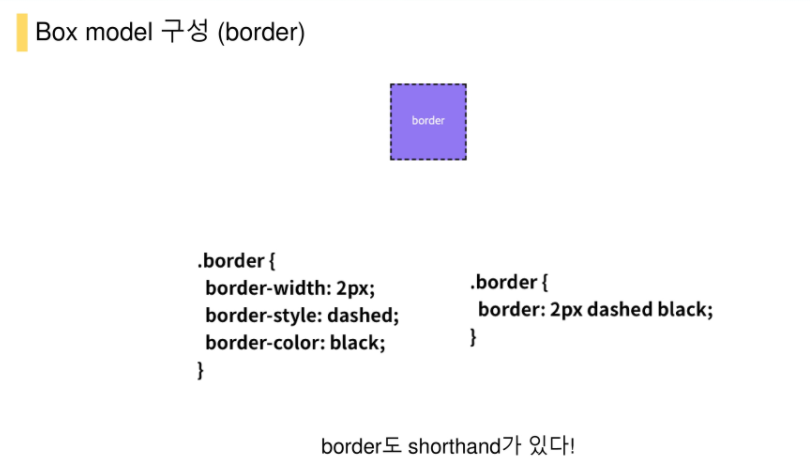 Box model 구성 (border)
border
.border {
border-width: 2px;
border-style: dashed;
border-color: black;
}
.border {
border: 2px dashed black;
}
border도 shorthand가 있다!